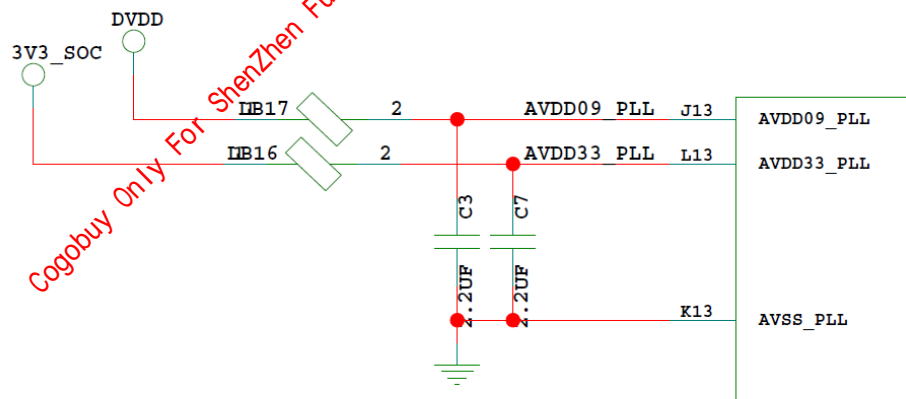 DVDD
3V3_SOC
LB17
2
AVDD09_PLL
J13
AVDD09_PLL
LB16
2
AVDD33_PLL
L13
AVDD33_PLL
C3
C7
2.2UF
2.2UF
K13
AVSS_PLL
Cogobuy Only For ShenZhen